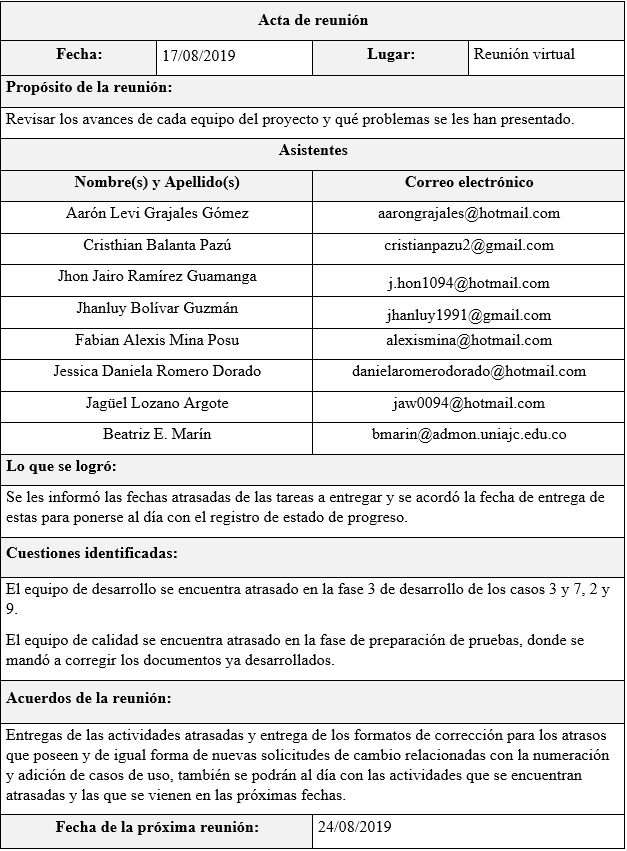 Acta de reunión
Fecha: 17/08/2019 Lugar: Reunión virtual
Propósito de la reunión:
Revisar los avances de cada equipo del proyecto y qué problemas se les han presentado.
Asistentes
Nombre(s) y Apellido(s) Correo electrónico
Aarón Levi Grajales Gómez aarongrajales@hotmail.com
Cristhian Balanta Pazú cristianpazu2@gmail.com
Jhon Jairo Ramírez Guamanga j.hon1094@hotmail.com
Jhanluy Bolívar Guzmán jhanluy1991@gmail.com
Fabian Alexis Mina Posu alexismina@hotmail.com
Jessica Daniela Romero Dorado danielaromerodorado@hotmail.com
Jagüel Lozano Argote jaw0094@hotmail.com
Beatriz E. Marín bmarin@admon.uniajc.edu.co
Lo que se logró:
Se les informó las fechas atrasadas de las tareas a entregar y se acordó la fecha de entrega de
estas para ponerse al día con el registro de estado de progreso.
Cuestiones identificadas:
El equipo de desarrollo se encuentra atrasado en la fase 3 de desarrollo de los casos 3 y 7, 2 y
9.
El equipo de calidad se encuentra atrasado en la fase de preparación de pruebas, donde se
mandó a corregir los documentos ya desarrollados.
Acuerdos de la reunión:
Entregas de las actividades atrasadas y entrega de los formatos de corrección para los atrasos
que poseen y de igual forma de nuevas solicitudes de cambio relacionadas con la numeración
y adición de casos de uso, también se podrán al día con las actividades que se encuentran
atrasadas y las que se vienen en las próximas fechas.
Fecha de la próxima reunión: 24/08/2019